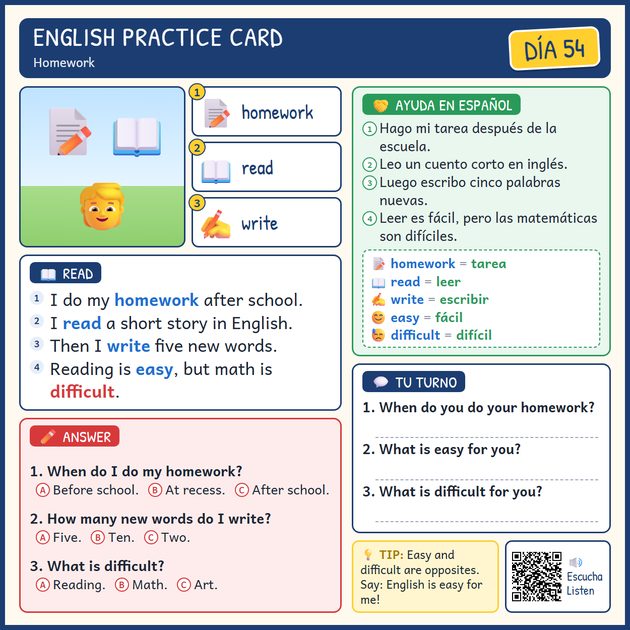 ENGLISH PRACTICE CARD
Homework
DÍA 54
1 homework
2 read
3 write
READ
1 I do my homework after school.
2 I read a short story in English.
3 Then I write five new words.
4 Reading is easy, but math is
difficult.
ANSWER
1. When do I do my homework?
A Before school. B At recess. C After school.
2. How many new words do I write?
A Five. B Ten. C Two.
3. What is difficult?
A Reading. B Math. C Art.
AYUDA EN ESPAÑOL
1 Hago mi tarea después de la
escuela.
2 Leo un cuento corto en inglés.
3 Luego escribo cinco palabras
nuevas.
4 Leer es fácil, pero las matemáticas
son difíciles.
homework = tarea
read = leer
write = escribir
easy = fácil
difficult = difícil
TU TURNO
1. When do you do your homework?
2. What is easy for you?
3. What is difficult for you?
TIP: Easy and
difficult are opposites.
Say: English is easy for
me!
Escucha
Listen